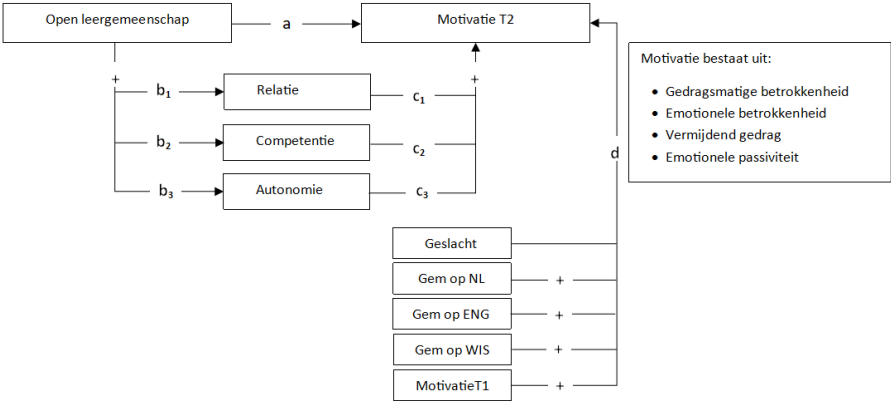 Open leergemeenschap
a
Motivatie T2
Motivatie bestaat uit:
• Gedragsmatige betrokkenheid
• Emotionele betrokkenheid
• Vermijdend gedrag
• Emotionele passiviteit
+
+
b1
Relatie
c1
b2
Competentie
c2
d
b3
Autonomie
c3
Geslacht
Gem op NL
+
Gem op ENG
+
Gem op WIS
+
MotivatieT1
+